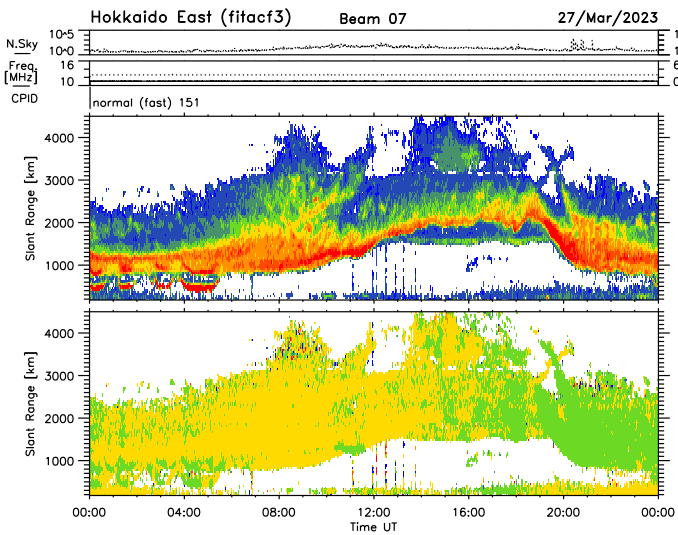 Hokkaido East (fitacf3) Beam 07 27/Mar/2023
N.Sky 10^5 10^0 1 1
Freq. [MHz] 16 10 6 0
CPID normal (fast) 151
Slant Range [km] 4000 3000 2000 1000
Slant Range [km] 4000 3000 2000 1000
00:00 04:00 08:00 12:00 16:00 20:00 00:00
Time UT